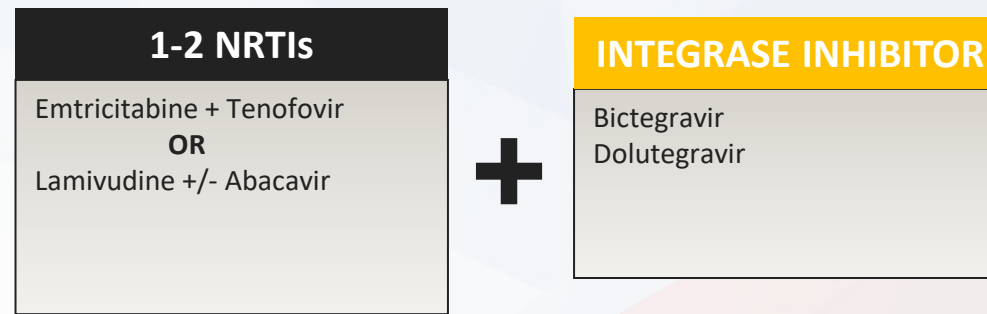 1-2 NRTIs
Emtricitabine + Tenofovir
OR
Lamivudine +/- Abacavir
+
INTEGRASE INHIBITOR
Bictegravir
Dolutegravir